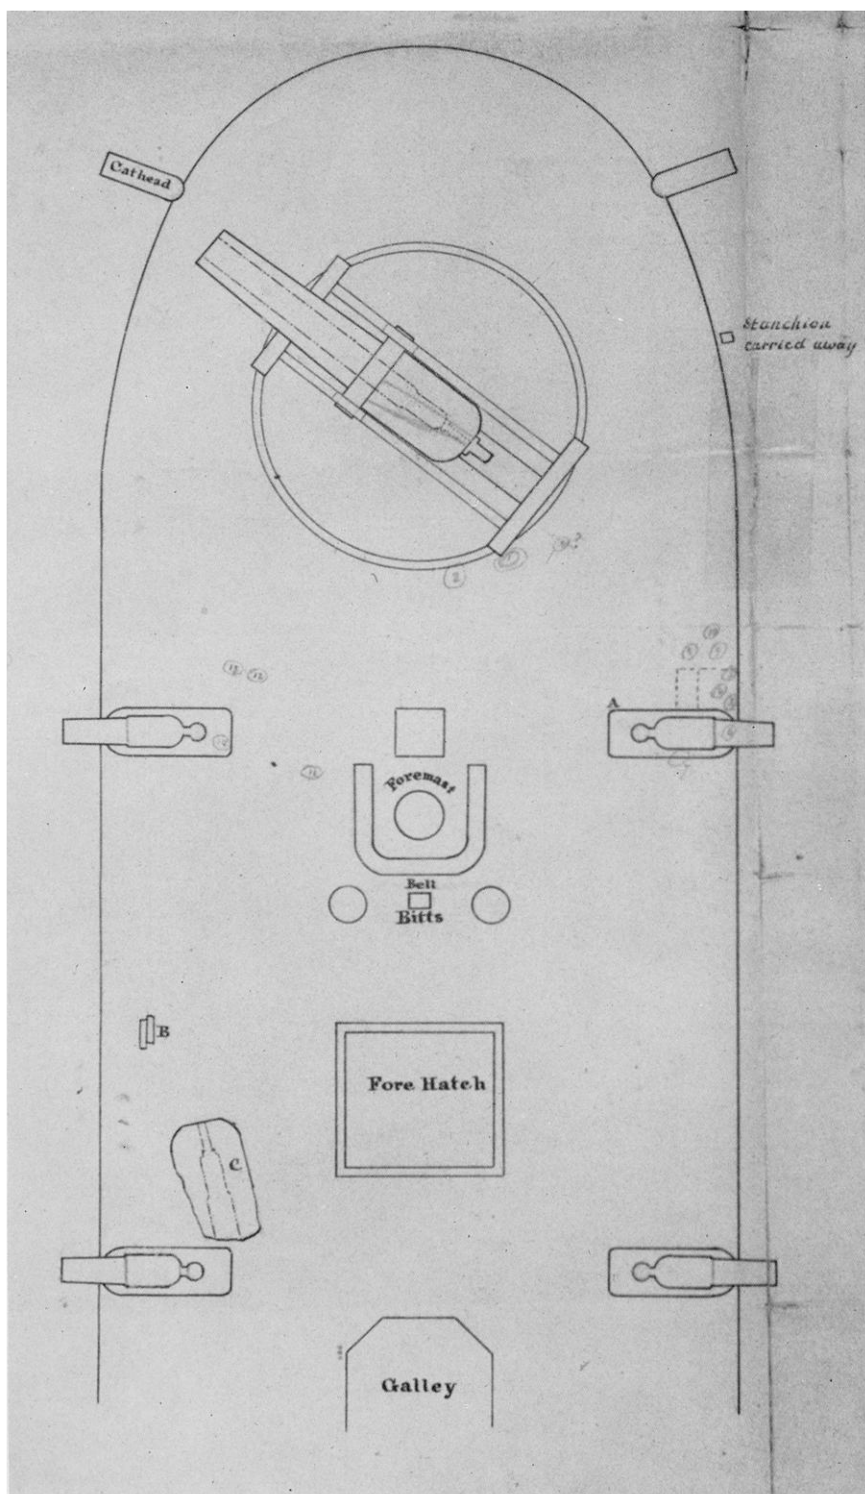 Cathead
Stanchion
carried away
A
Foremast
Bell
Bitts
B
Fore Hatch
C
Galley